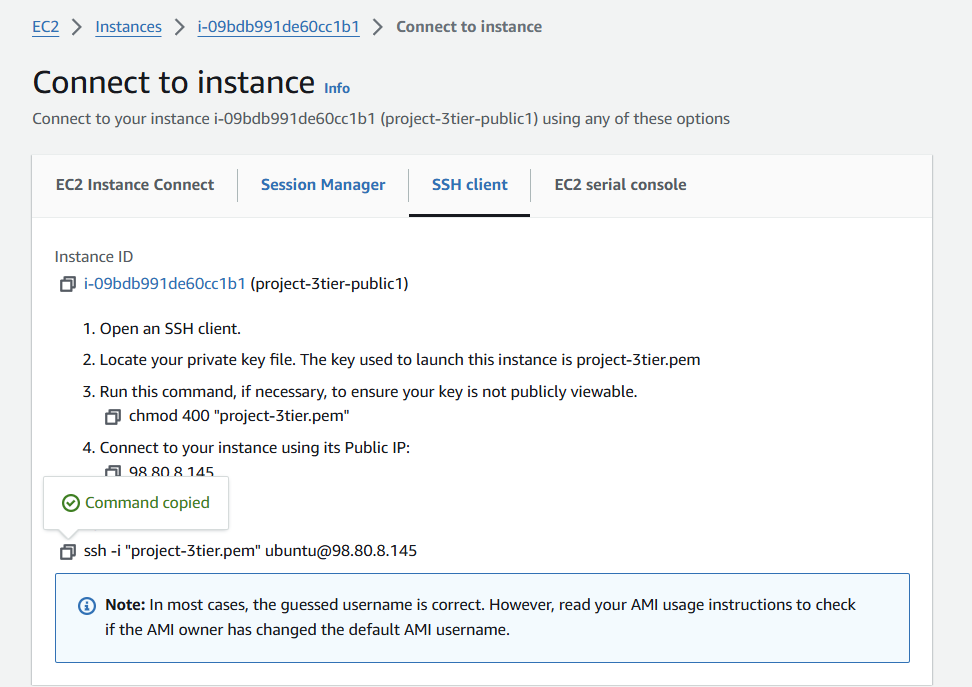 EC2 > Instances > i-09bdb991de60cc1b1 > Connect to instance
Connect to instance Info
Connect to your instance i-09bdb991de60cc1b1 (project-3tier-public1) using any of these options
EC2 Instance Connect Session Manager SSH client EC2 serial console
Instance ID
i-09bdb991de60cc1b1 (project-3tier-public1)
1. Open an SSH client.
2. Locate your private key file. The key used to launch this instance is project-3tier.pem
3. Run this command, if necessary, to ensure your key is not publicly viewable.
chmod 400 "project-3tier.pem"
4. Connect to your instance using its Public IP:
98.80.8.145
Command copied
ssh -i "project-3tier.pem" ubuntu@98.80.8.145
Note: In most cases, the guessed username is correct. However, read your AMI usage instructions to check
if the AMI owner has changed the default AMI username.